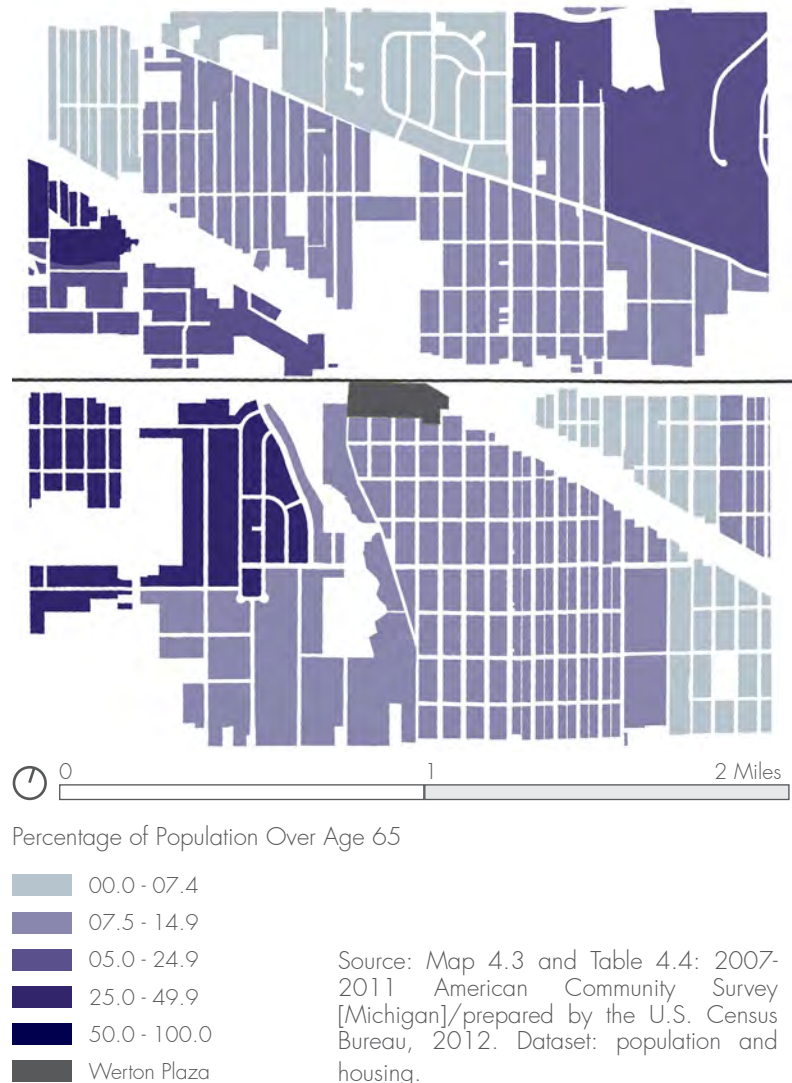 0 1 2 Miles
Percentage of Population Over Age 65
00.0 - 07.4
07.5 - 14.9
05.0 - 24.9
25.0 - 49.9
50.0 - 100.0
Werton Plaza
Source: Map 4.3 and Table 4.4: 2007-
2011 American Community Survey
[Michigan]/prepared by the U.S. Census
Bureau, 2012. Dataset: population and
housing.